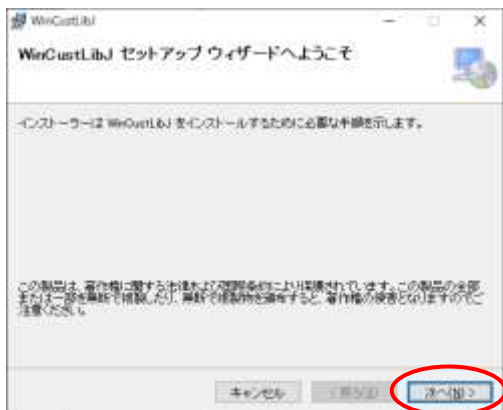 WinCustLibJ
WinCustLibJ セットアップ ウィザードへようこそ
インストーラーは WinCustLibJ をインストールするために必要な手順を示します。
この製品は、著作権に関する法律および国際条約により保護されています。この製品の全部
または一部を無断で複製したり、無断で複製物を頒布すると、著作権の侵害となりますのでご
注意ください。
キャンセル
< 戻る(B)
次へ(N) >